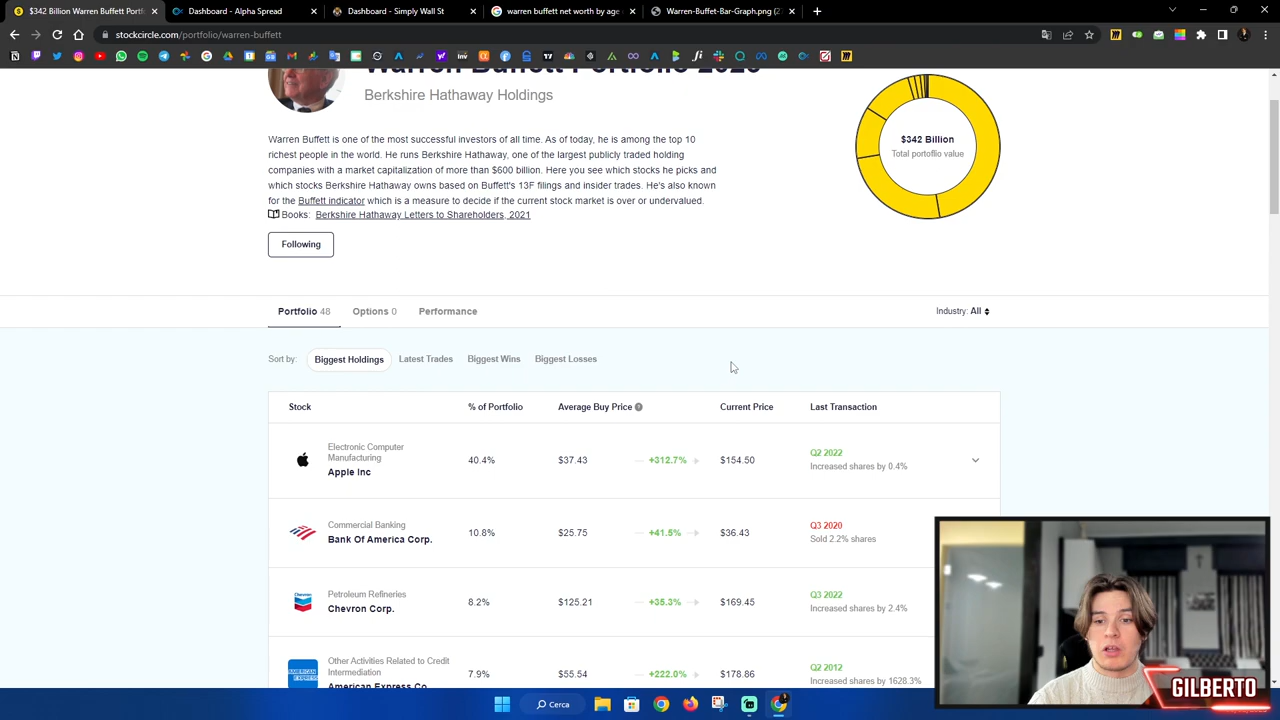 $342 Billion Warren Buffett Portf
Dashboard - Alpha Spread
Dashboard - Simply Wall St
warren buffett net worth by age
Warren-Buffet-Bar-Graph.png (2
stockcircle.com/portfolio/warren-buffett
Berkshire Hathaway Holdings
Warren Buffett is one of the most successful investors of all time. As of today, he is among the top 10
richest people in the world. He runs Berkshire Hathaway, one of the largest publicly traded holding
companies with a market capitalization of more than $600 billion. Here you see which stocks he picks and
which stocks Berkshire Hathaway owns based on Buffett's 13F filings and insider trades. He's also known
for the Buffett indicator which is a measure to decide if the current stock market is over or undervalued.
Books: Berkshire Hathaway Letters to Shareholders, 2021
$342 Billion
Total portfolio value
Following
Portfolio 48 Options 0 Performance
Industry: All
Sort by: Biggest Holdings Latest Trades Biggest Wins Biggest Losses
Stock % of Portfolio Average Buy Price Current Price Last Transaction
Electronic Computer
Manufacturing
Apple Inc
40.4% $37.43 +312.7% $154.50
Q2 2022
Increased shares by 0.4%
Commercial Banking
Bank Of America Corp.
10.8% $25.75 +41.5% $36.43
Q3 2020
Sold 2.2% shares
Petroleum Refineries
Chevron Corp.
8.2% $125.21 +35.3% $169.45
Q3 2022
Increased shares by 2.4%
Other Activities Related to Credit
Intermediation
American Express Co
7.9% $55.54 +222.0% $178.86
Q2 2012
Increased shares by 1628.3%
AMERICAN EXPRESS
Cerca
GILBERTO